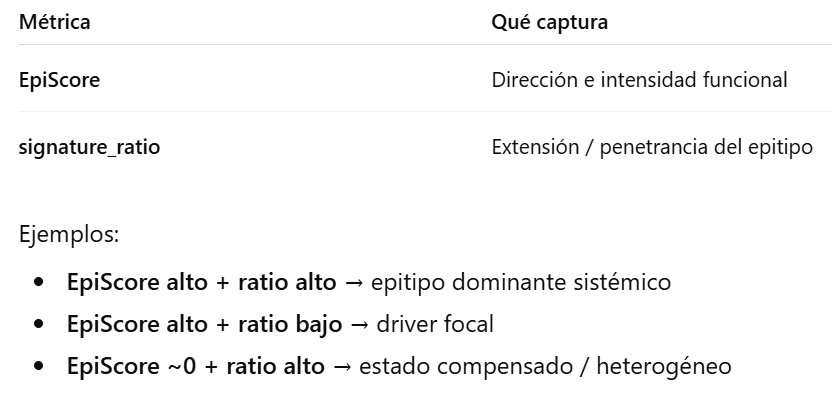 Métrica Qué captura
EpiScore Dirección e intensidad funcional
signature_ratio Extensión / penetrancia del epitipo
Ejemplos:
• EpiScore alto + ratio alto → epitipo dominante sistémico
• EpiScore alto + ratio bajo → driver focal
• EpiScore ~0 + ratio alto → estado compensado / heterogéneo